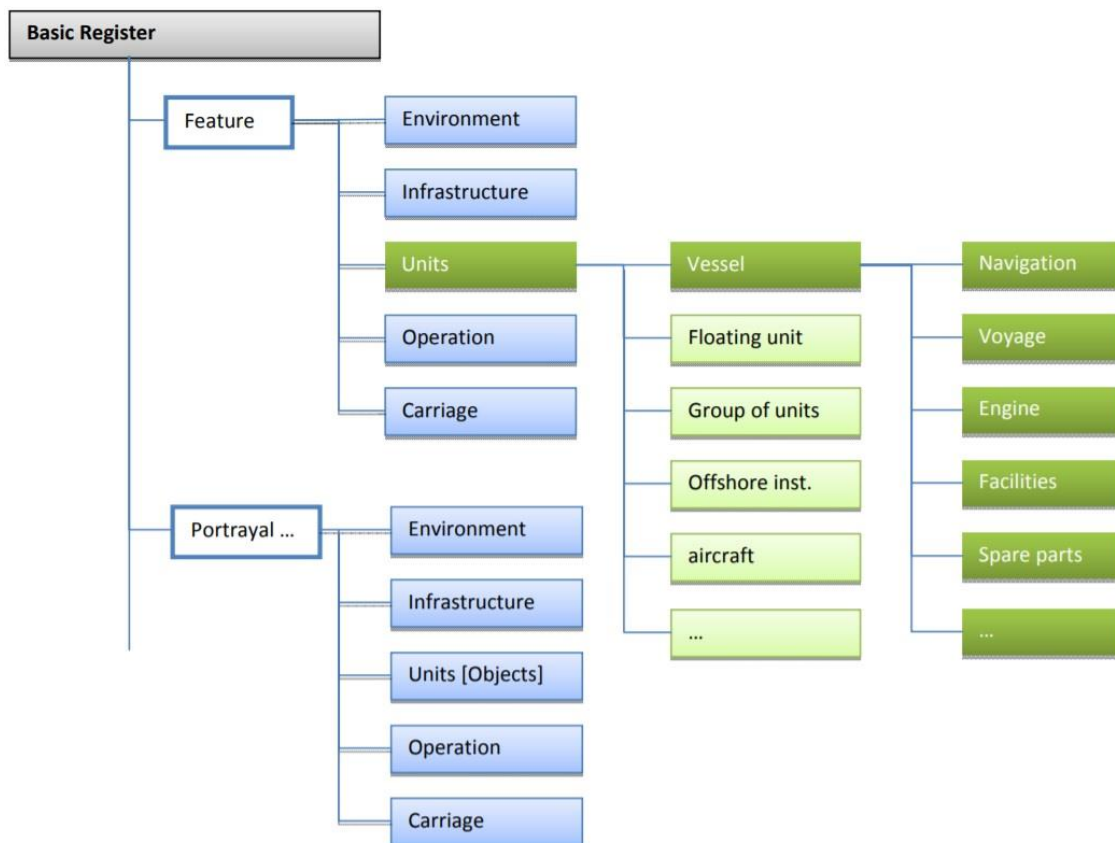 Basic Register
Feature
Environment
Infrastructure
Units
Operation
Carriage
Vessel
Floating unit
Group of units
Offshore inst.
aircraft
...
Navigation
Voyage
Engine
Facilities
Spare parts
...
Portrayal ...
Environment
Infrastructure
Units [Objects]
Operation
Carriage